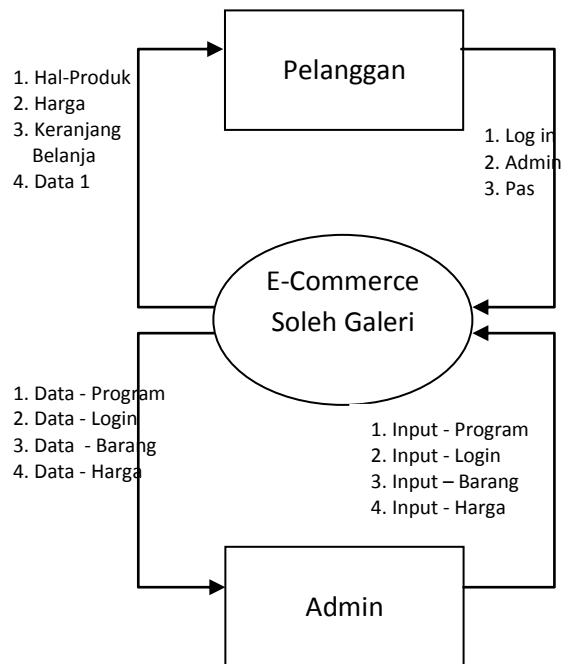 Pelanggan
1. Hal-Produk
2. Harga
3. Keranjang
Belanja
4. Data 1
1. Log in
2. Admin
3. Pas
E-Commerce
Soleh Galeri
1. Data - Program
2. Data - Login
3. Data - Barang
4. Data - Harga
1. Input - Program
2. Input - Login
3. Input – Barang
4. Input - Harga
Admin